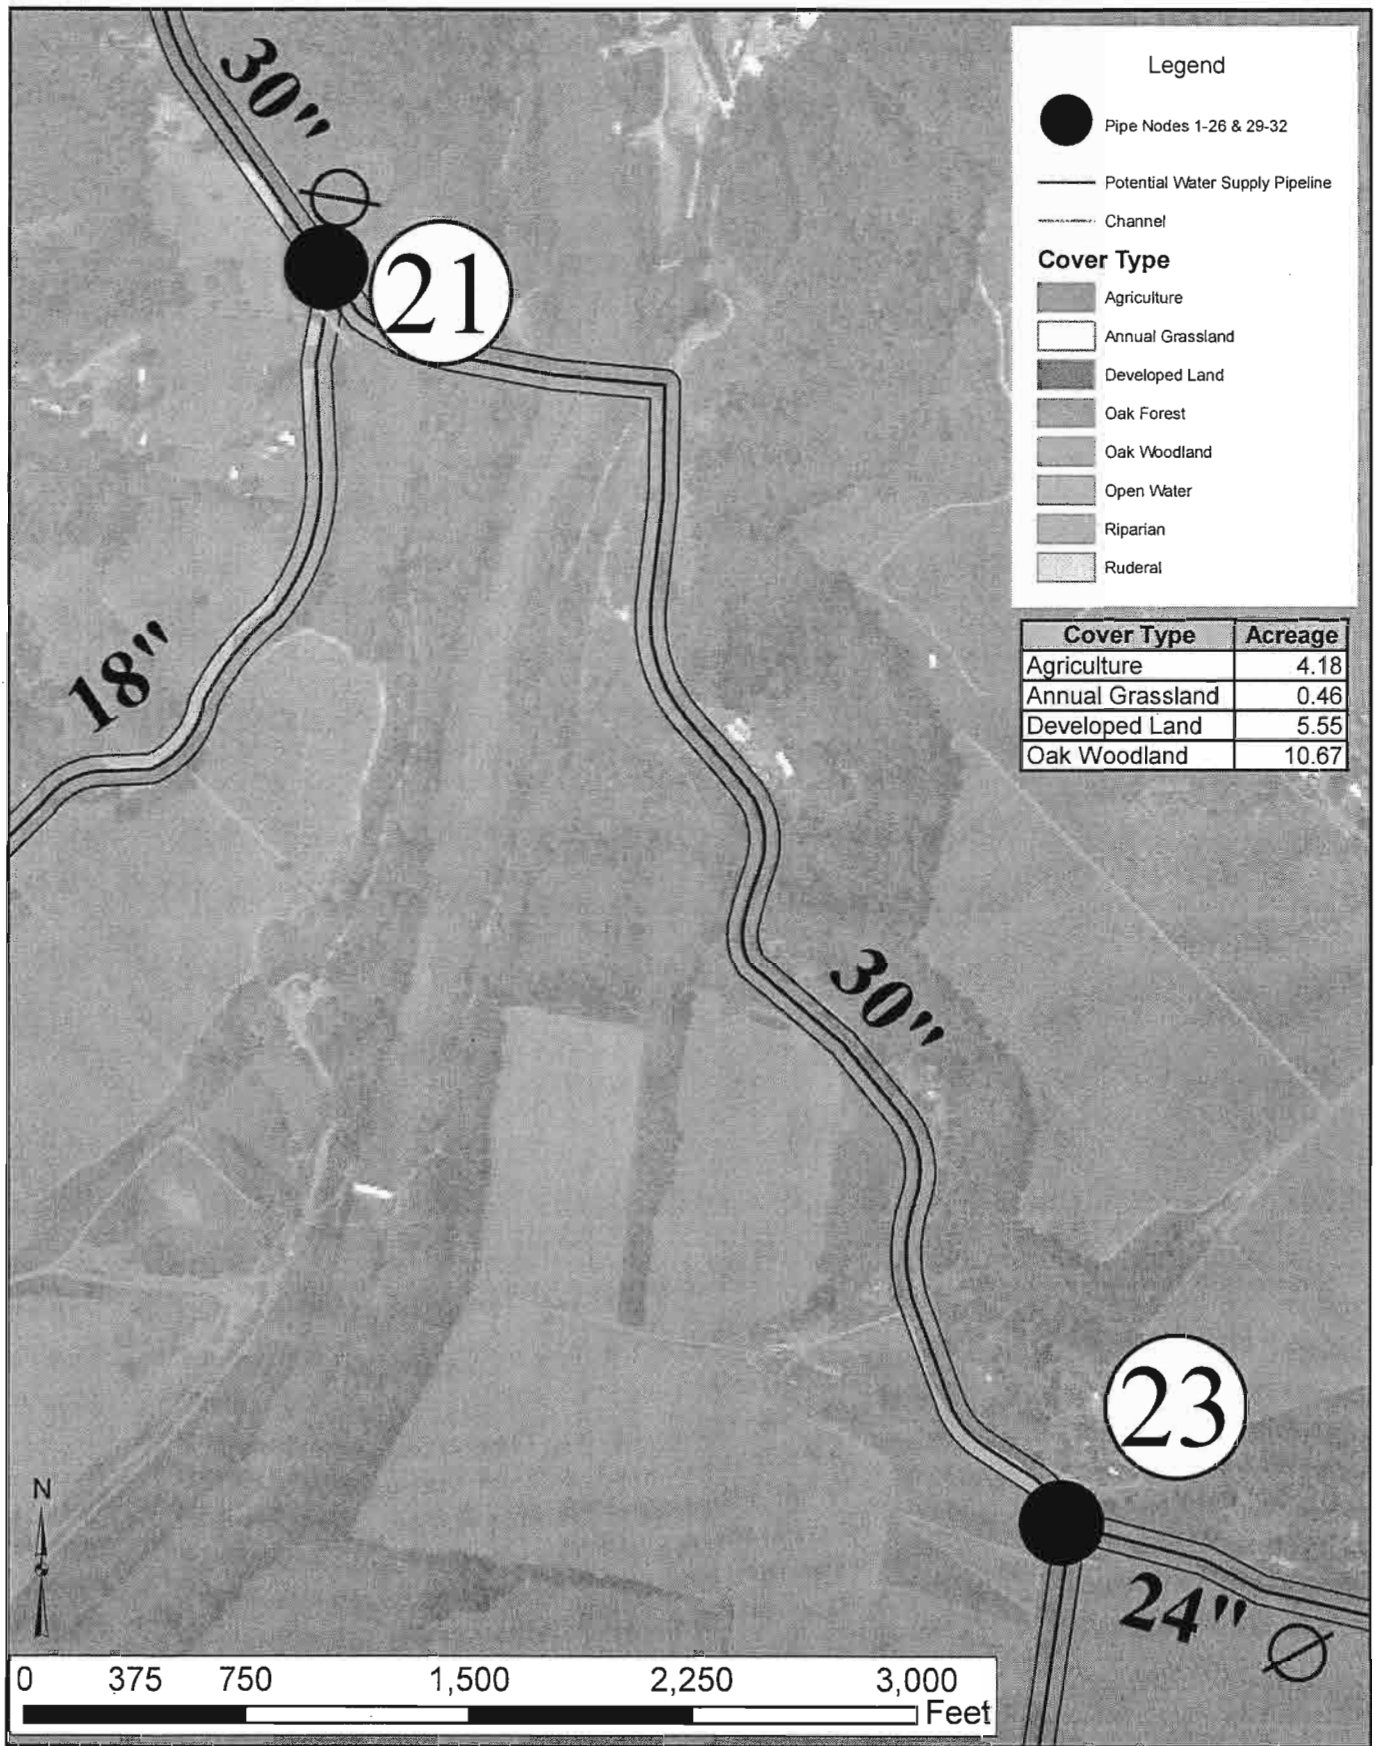 30"
21
18"
30"
23
24"
N
0 375 750 1,500 2,250 3,000
Feet
Legend
Pipe Nodes 1-26 & 29-32
Potential Water Supply Pipeline
Channel
Cover Type
Agriculture
Annual Grassland
Developed Land
Oak Forest
Oak Woodland
Open Water
Riparian
Ruderal
Cover Type Acreage
Agriculture 4.18
Annual Grassland 0.46
Developed Land 5.55
Oak Woodland 10.67